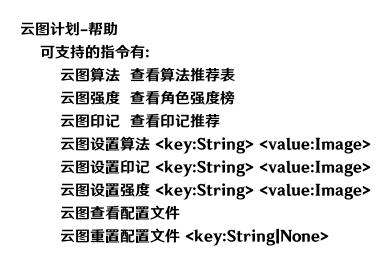 云图计划-帮助
可支持的指令有:
云图算法 查看算法推荐表
云图强度 查看角色强度榜
云图印记 查看印记推荐
云图设置算法 <key:String> <value:Image>
云图设置印记 <key:String> <value:Image>
云图设置强度 <key:String> <value:Image>
云图查看配置文件
云图重置配置文件 <key:String|None>